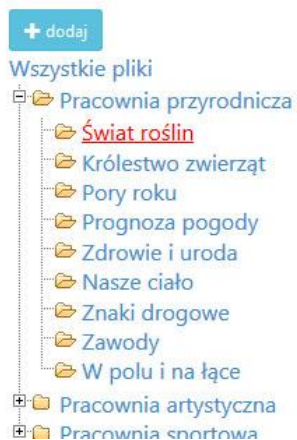 + dodaj
Wszystkie pliki
Pracownia przyrodnicza
Świat roślin
Królestwo zwierząt
Pory roku
Prognoza pogody
Zdrowie i uroda
Nasze ciało
Znaki drogowe
Zawody
W polu i na łące
Pracownia artystyczna
Pracownia sportowa